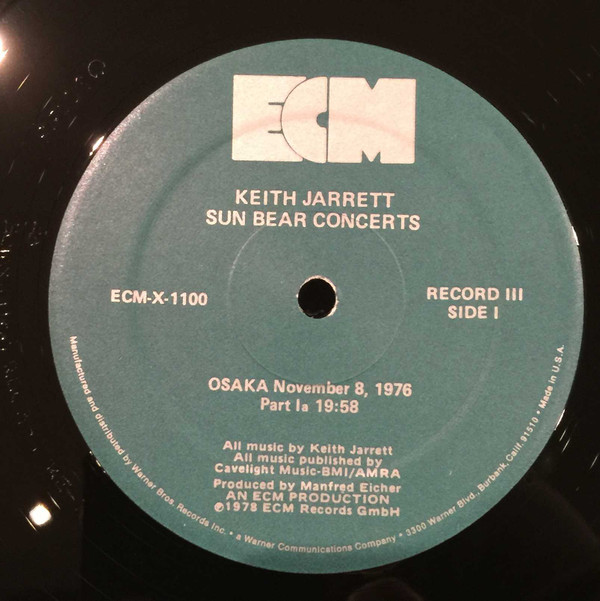 ECM
KEITH JARRETT
SUN BEAR CONCERTS
ECM-X-1100
RECORD III
SIDE I
OSAKA November 8, 1976
Part Ia 19:58
All music by Keith Jarrett
All music published by
Cavelight Music-BMI/AMRA
Produced by Manfred Eicher
AN ECM PRODUCTION
℗1978 ECM Records GmbH
Manufactured and distributed by Warner Bros. Records Inc. • a Warner Communications Company • 3300 Warner Blvd., Burbank, Calif. 91510 • Made in U.S.A.